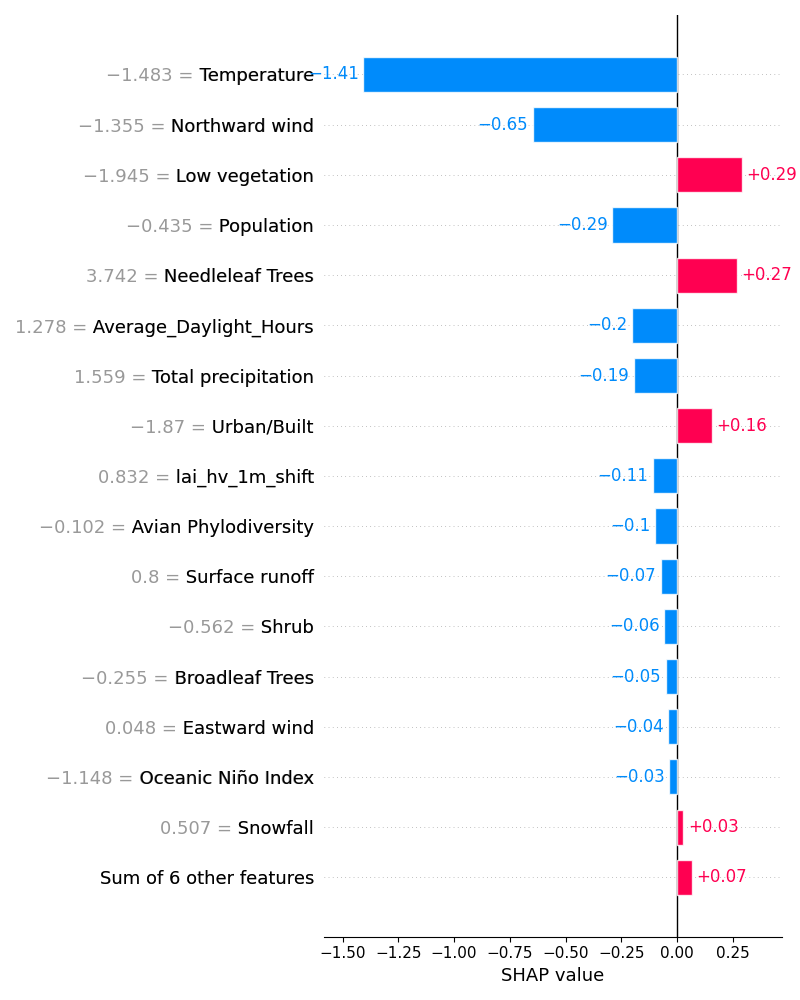 −1.483 = Temperature −1.41
−1.355 = Northward wind −0.65
−1.945 = Low vegetation +0.29
−0.435 = Population −0.29
3.742 = Needleleaf Trees +0.27
1.278 = Average_Daylight_Hours −0.2
1.559 = Total precipitation −0.19
−1.87 = Urban/Built +0.16
0.832 = lai_hv_1m_shift −0.11
−0.102 = Avian Phylodiversity −0.1
0.8 = Surface runoff −0.07
−0.562 = Shrub −0.06
−0.255 = Broadleaf Trees −0.05
0.048 = Eastward wind −0.04
−1.148 = Oceanic Niño Index −0.03
0.507 = Snowfall +0.03
Sum of 6 other features +0.07
−1.50 −1.25 −1.00 −0.75 −0.50 −0.25 0.00 0.25
SHAP value